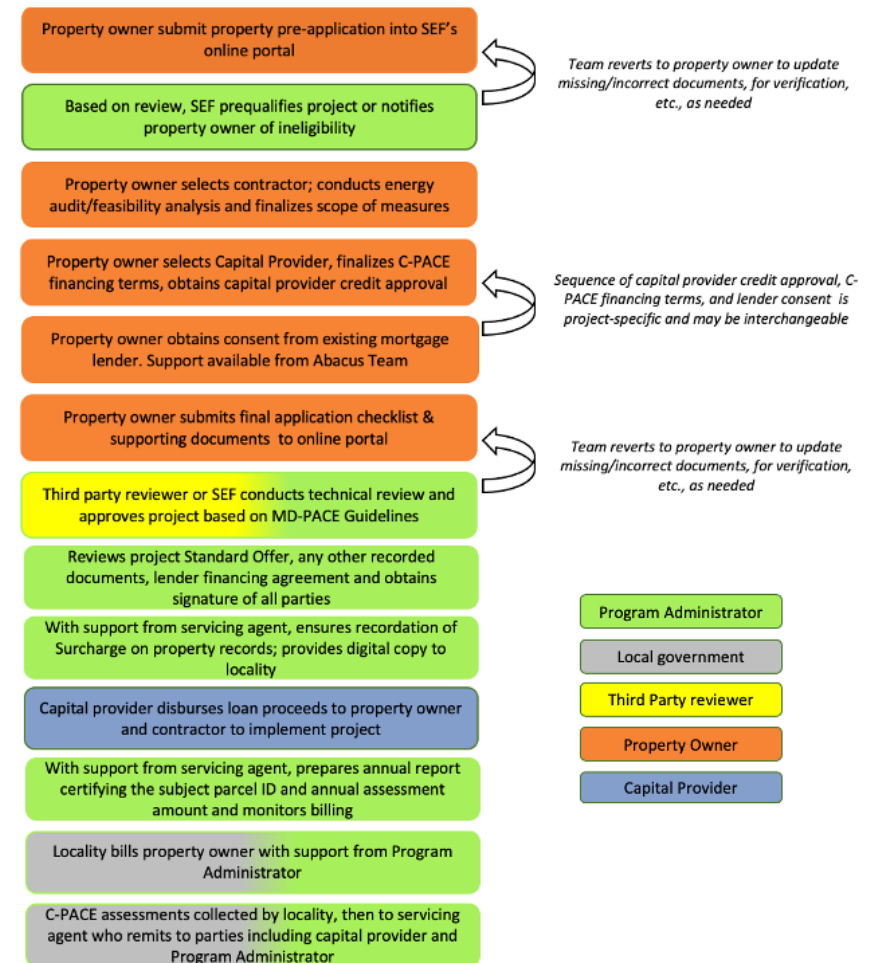 Property owner submit property pre-application into SEF's
online portal
Team reverts to property owner to update
missing/incorrect documents, for verification,
etc., as needed
Based on review, SEF prequalifies project or notifies
property owner of ineligibility
Property owner selects contractor; conducts energy
audit/feasibility analysis and finalizes scope of measures
Property owner selects Capital Provider, finalizes C-PACE
financing terms, obtains capital provider credit approval
Sequence of capital provider credit approval, C-
PACE financing terms, and lender consent is
project-specific and may be interchangeable
Property owner obtains consent from existing mortgage
lender. Support available from Abacus Team
Property owner submits final application checklist &
supporting documents to online portal
Team reverts to property owner to update
missing/incorrect documents, for verification,
etc., as needed
Third party reviewer or SEF conducts technical review and
approves project based on MD-PACE Guidelines
Reviews project Standard Offer, any other recorded
documents, lender financing agreement and obtains
signature of all parties
With support from servicing agent, ensures recordation of
Surcharge on property records; provides digital copy to
locality
Capital provider disburses loan proceeds to property owner
and contractor to implement project
With support from servicing agent, prepares annual report
certifying the subject parcel ID and annual assessment
amount and monitors billing
Locality bills property owner with support from Program
Administrator
C-PACE assessments collected by locality, then to servicing
agent who remits to parties including capital provider and
Program Administrator
Program Administrator
Local government
Third Party reviewer
Property Owner
Capital Provider